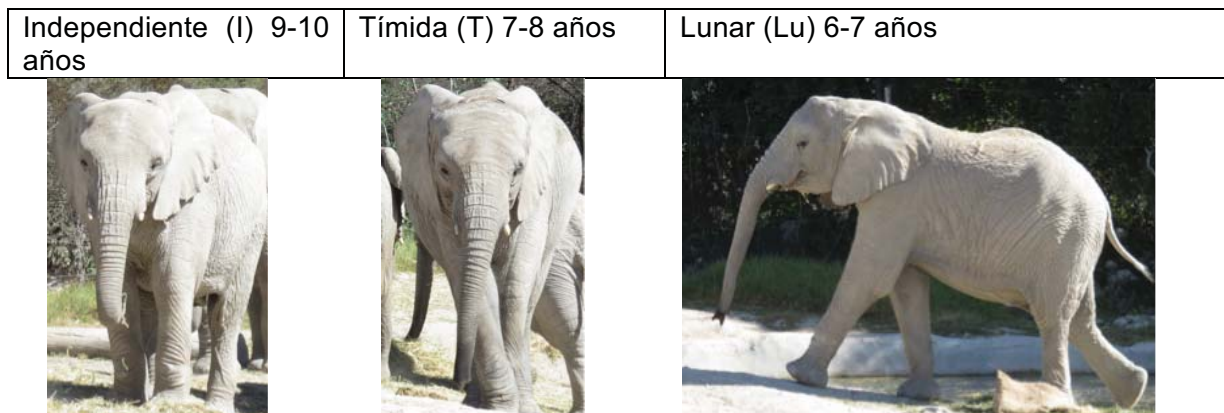 Independiente (I) 9-10
años
Tímida (T) 7-8 años
Lunar (Lu) 6-7 años